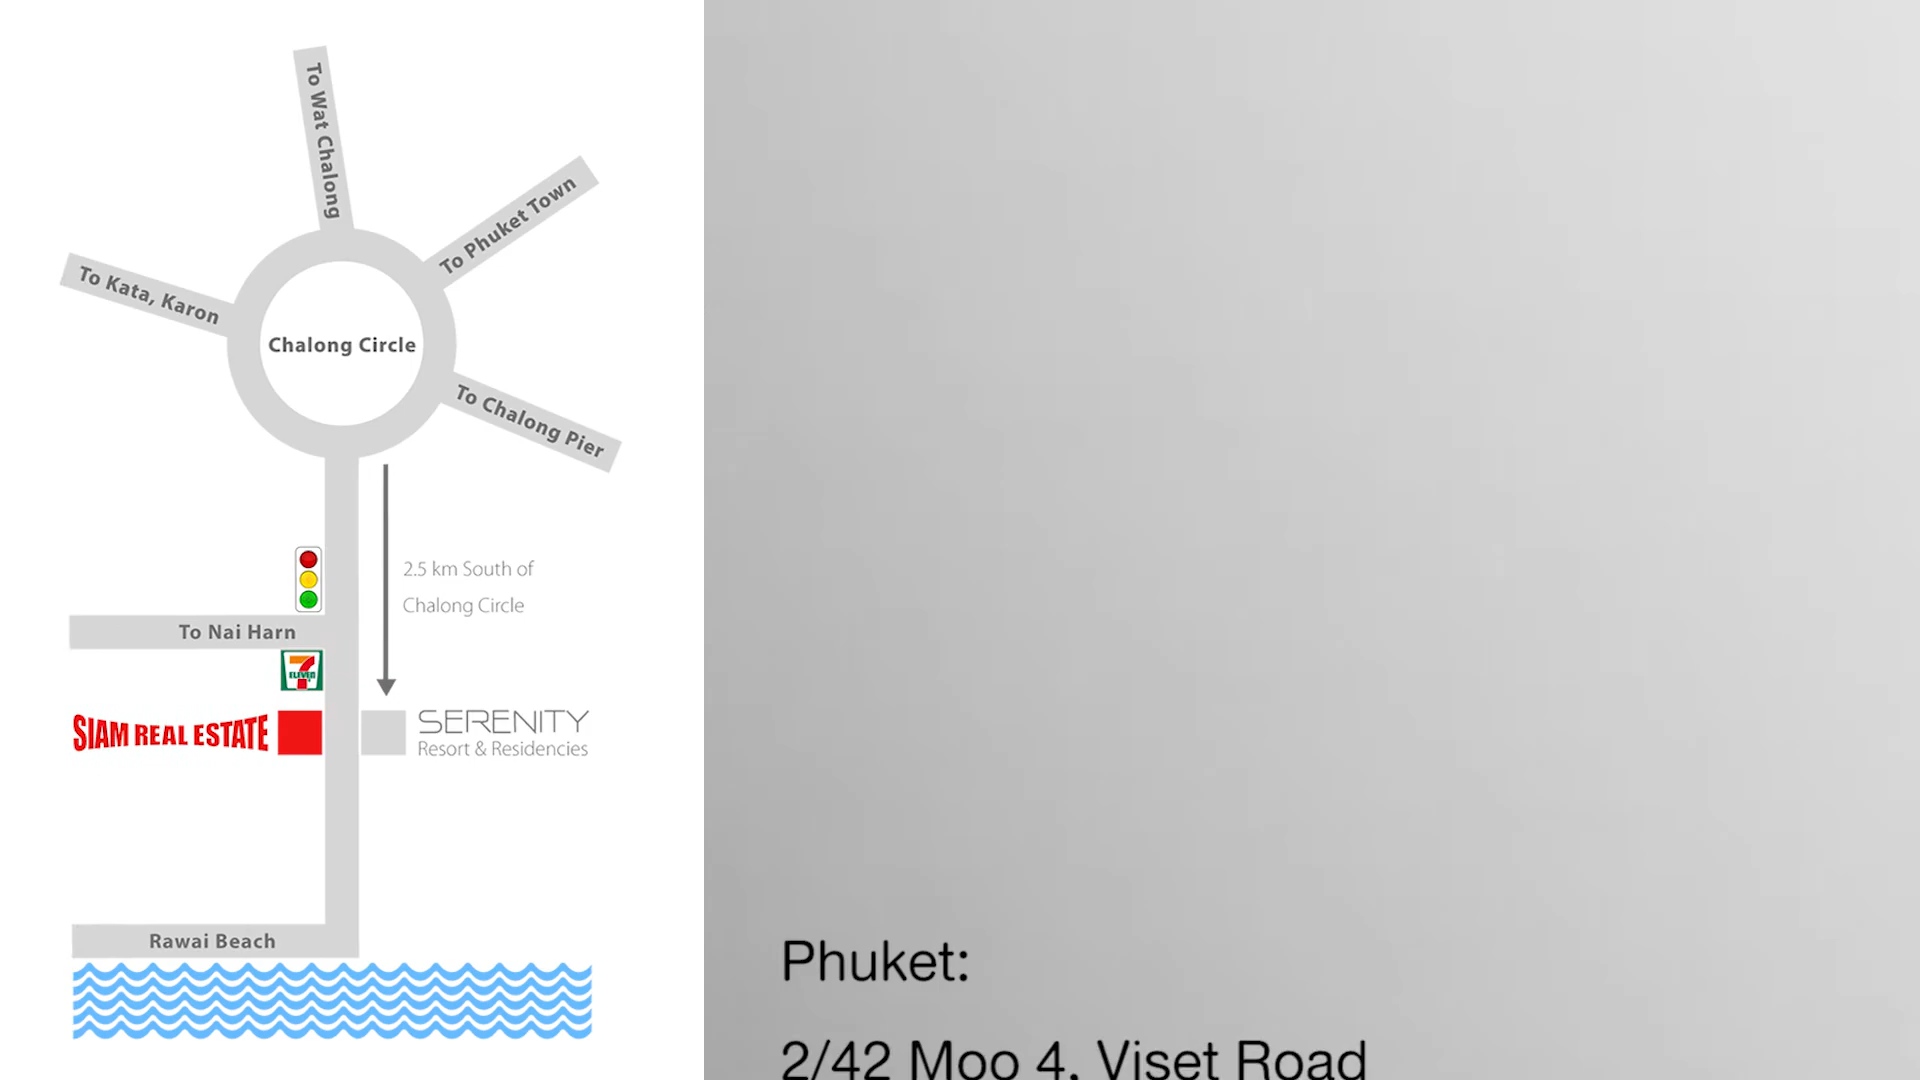 To Wat Chalong
To Phuket Town
To Kata, Karon
Chalong Circle
To Chalong Pier
2.5 km South of
Chalong Circle
To Nai Harn
7
ELEVEN
SIAM REAL ESTATE
SERENITY
Resort & Residencies
Rawai Beach
Phuket:
2/42 Moo 4, Viset Road